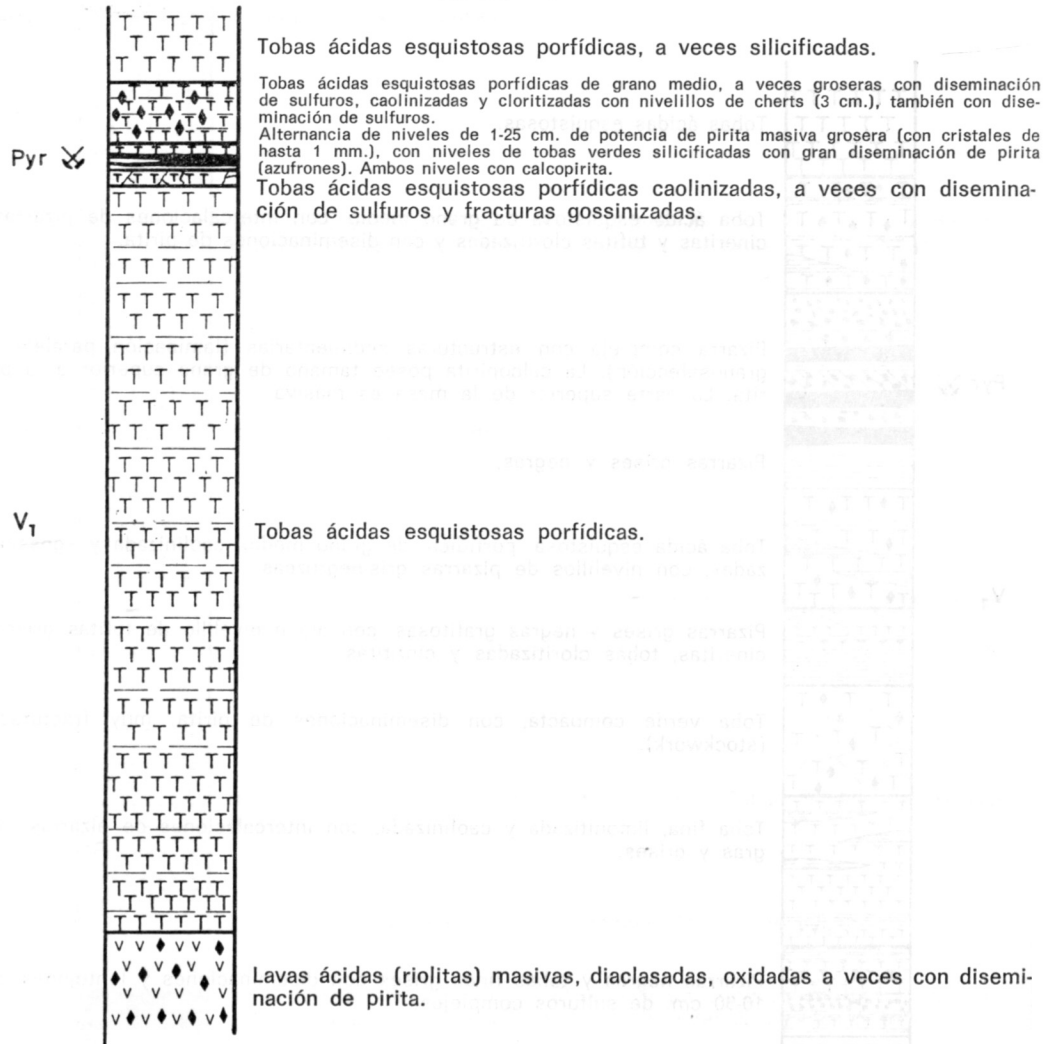 Tobas ácidas esquistosas porfídicas, a veces silicificadas.
Tobas ácidas esquistosas porfídicas de grano medio, a veces groseras con diseminación
de sulfuros, caolinizadas y cloritizadas con nivelillos de cherts (3 cm.), también con dise-
minación de sulfuros.
Alternancia de niveles de 1-25 cm. de potencia de pirita masiva grosera (con cristales de
hasta 1 mm.), con niveles de tobas verdes silicificadas con gran diseminación de pirita
(azufrones). Ambos niveles con calcopirita.
Pyr
Tobas ácidas esquistosas porfídicas caolinizadas, a veces con disemina-
ción de sulfuros y fracturas gossinizadas.
V₁
Tobas ácidas esquistosas porfídicas.
Lavas ácidas (riolitas) masivas, diaclasadas, oxidadas a veces con disemi-
nación de pirita.